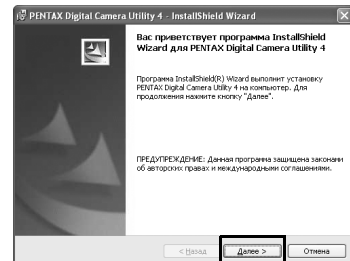 PENTAX Digital Camera Utility 4 - InstallShield Wizard
Вас приветствует программа InstallShield
Wizard для PENTAX Digital Camera Utility 4
Программа InstallShield(R) Wizard выполнит установку
PENTAX Digital Camera Utility 4 на компьютер. Для
продолжения нажмите кнопку "Далее".
ПРЕДУПРЕЖДЕНИЕ: Данная программа защищена законами
об авторских правах и международными соглашениями.
< Назад Далее > Отмена